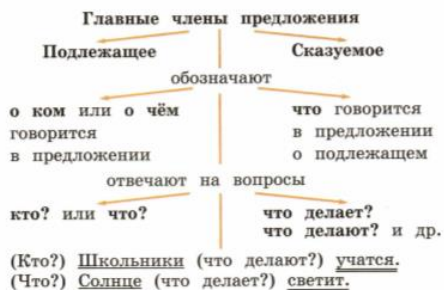 Главные члены предложения
Подлежащее Сказуемое
обозначают
о ком или о чём что говорится
говорится в предложении
в предложении о подлежащем
отвечают на вопросы
кто? или что? что делает?
что делают? и др.
(Кто?) Школьники (что делают?) учатся.
(Что?) Солнце (что делает?) светит.